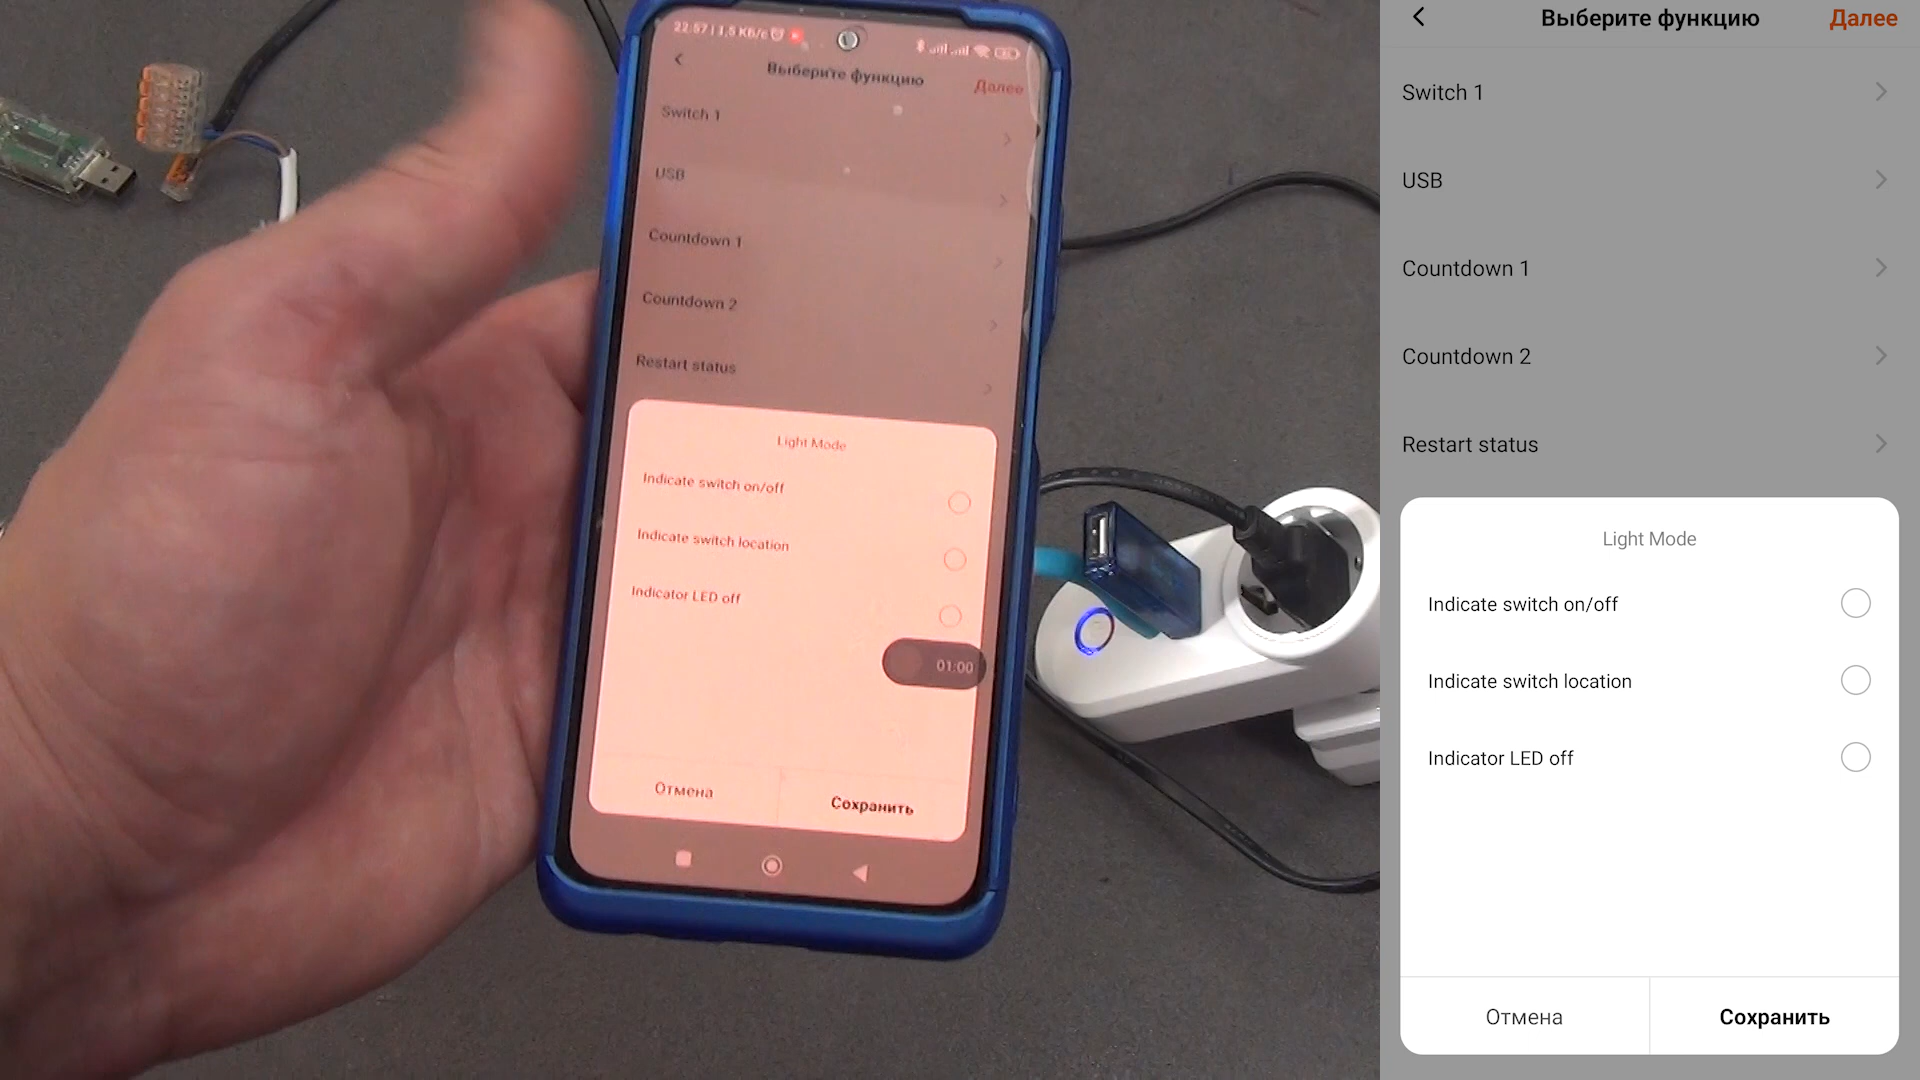 22:57 | 1,5 КБ/с
Выберите функцию
Далее
Switch 1
USB
Countdown 1
Countdown 2
Restart status
Light Mode
Indicate switch on/off
Indicate switch location
Indicator LED off
01:00
Отмена
Сохранить
Выберите функцию
Далее
Switch 1
USB
Countdown 1
Countdown 2
Restart status
Light Mode
Indicate switch on/off
Indicate switch location
Indicator LED off
Отмена
Сохранить